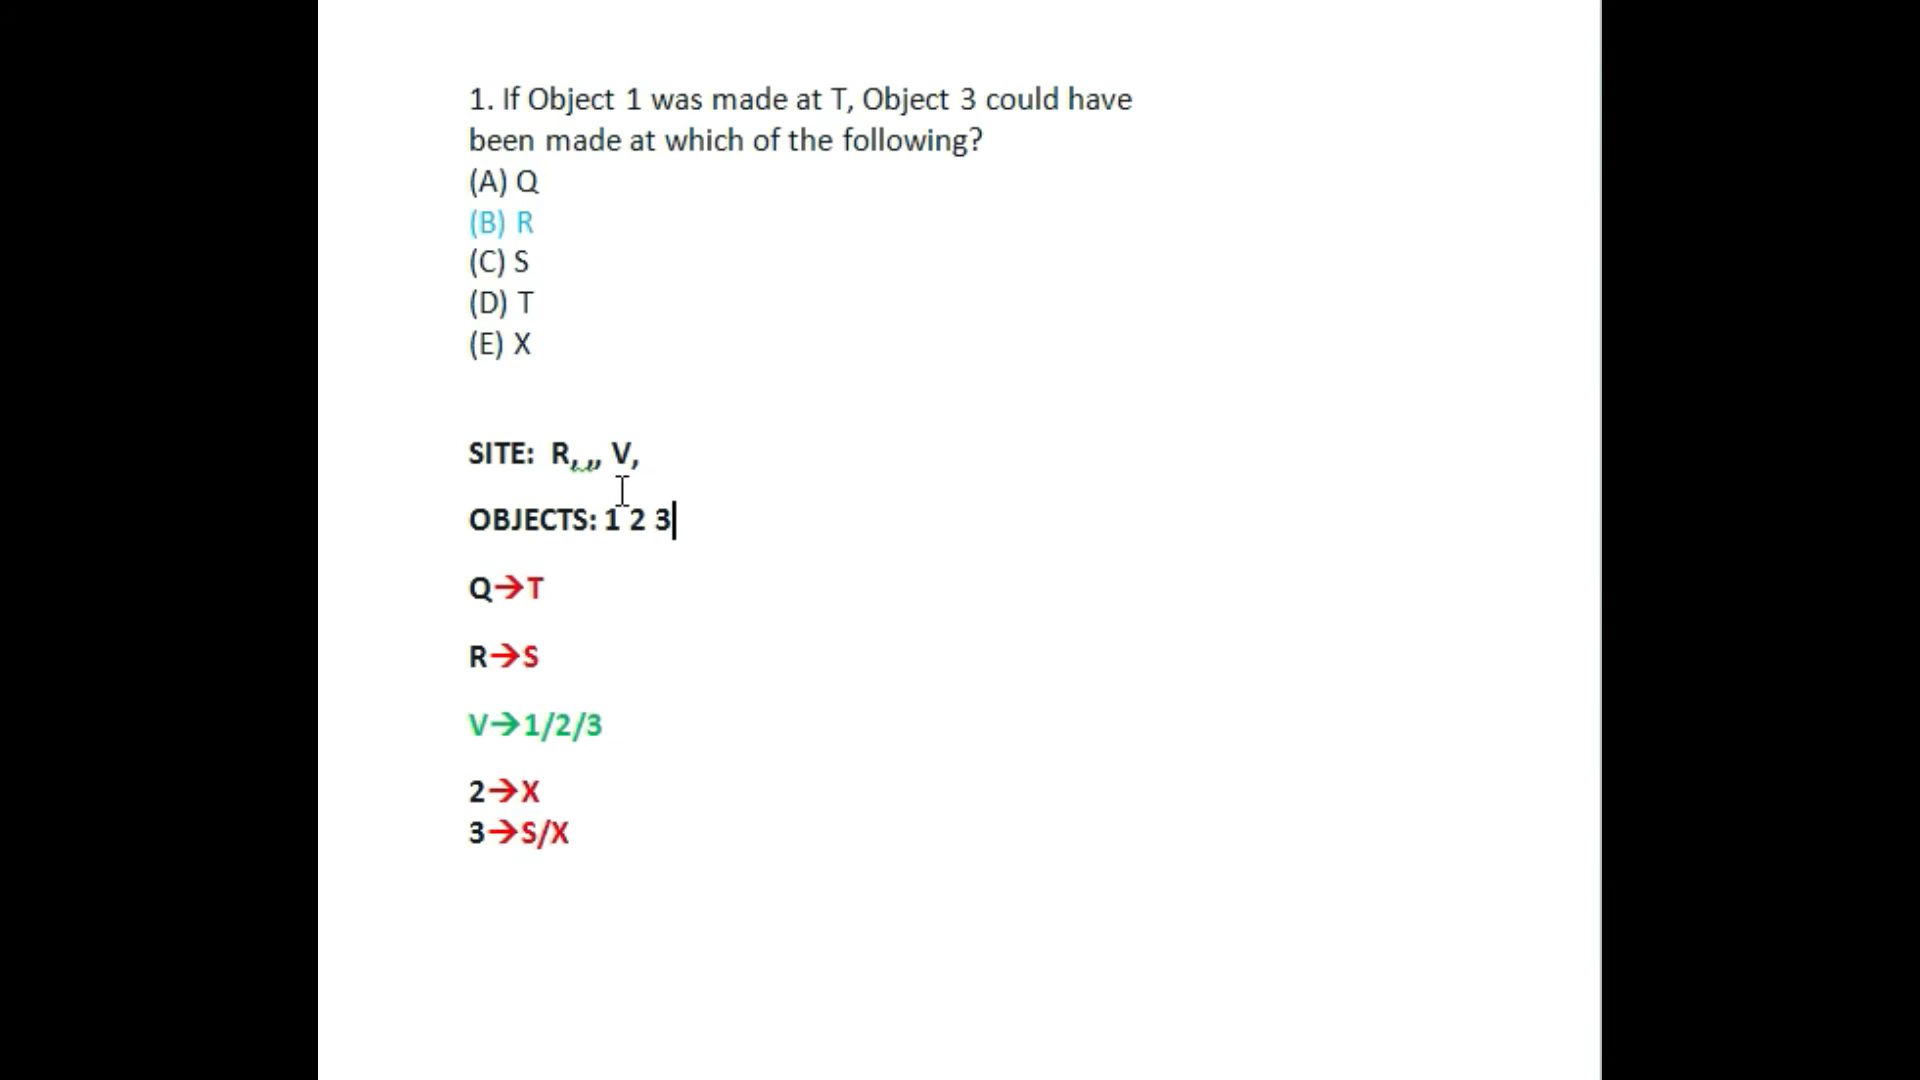 1. If Object 1 was made at T, Object 3 could have
been made at which of the following?
(A) Q
(B) R
(C) S
(D) T
(E) X
SITE: R, ,, V,
OBJECTS: 1 2 3
Q→T
R→S
V→1/2/3
2→X
3→S/X